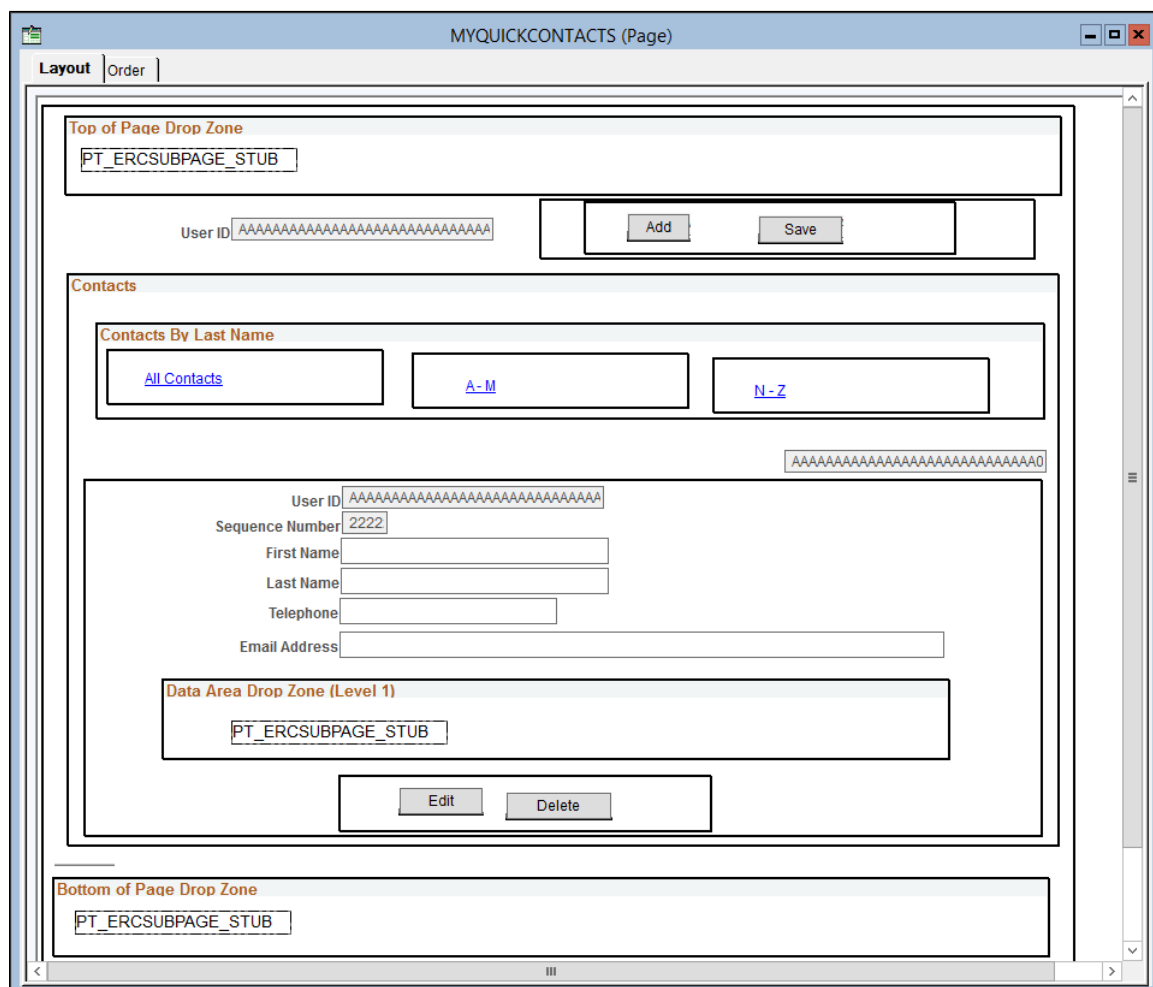 MYQUICKCONTACTS (Page)
Layout Order
Top of Page Drop Zone
PT_ERCSUBPAGE_STUB
User ID AAAAAAAAAAAAAAAAAAAAAAAAAAAAAA Add Save
Contacts
Contacts By Last Name
All Contacts A - M N - Z
AAAAAAAAAAAAAAAAAAAAAAAAAAAAA0
User ID AAAAAAAAAAAAAAAAAAAAAAAAAAAAAA
Sequence Number 2222
First Name
Last Name
Telephone
Email Address
Data Area Drop Zone (Level 1)
PT_ERCSUBPAGE_STUB
Edit Delete
Bottom of Page Drop Zone
PT_ERCSUBPAGE_STUB